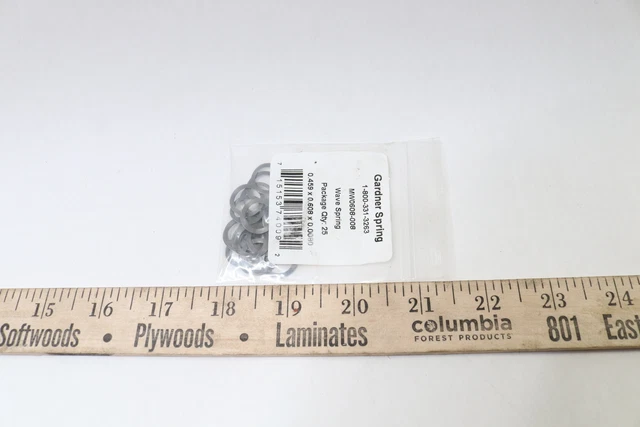 Gardner Spring
1-800-331-3263
MW0608-008
Wave Spring
Package Qty: 25
0.459 x 0.608 x 0.0080
15 16 17 18 19 20 21 22 23 24
Softwoods • Plywoods • Laminates columbia 801 East
FOREST PRODUCTS